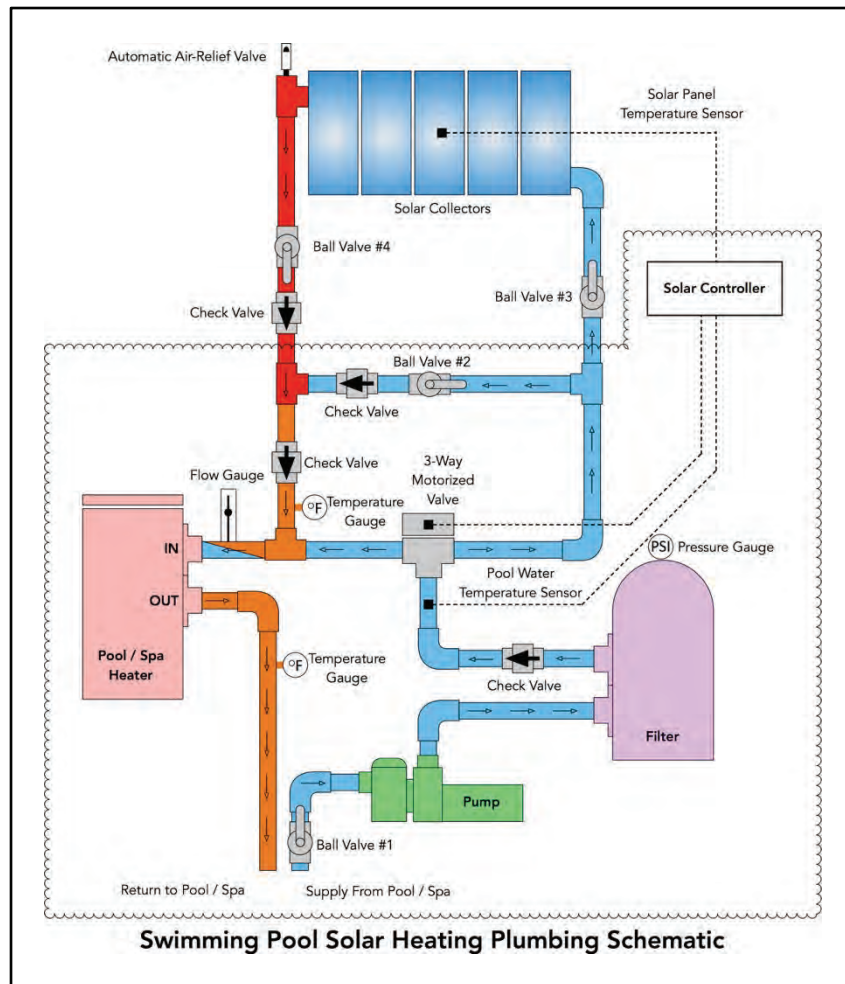 Automatic Air-Relief Valve
Solar Panel
Temperature Sensor
Solar Collectors
Ball Valve #4
Ball Valve #3
Solar Controller
Check Valve
Ball Valve #2
Check Valve
Check Valve
3-Way
Motorized
Valve
Flow Gauge
°F
Temperature
Gauge
IN
PSI
Pressure Gauge
Pool Water
Temperature Sensor
OUT
Pool / Spa
Heater
°F
Temperature
Gauge
Check Valve
Filter
Pump
Ball Valve #1
Return to Pool / Spa
Supply From Pool / Spa
Swimming Pool Solar Heating Plumbing Schematic